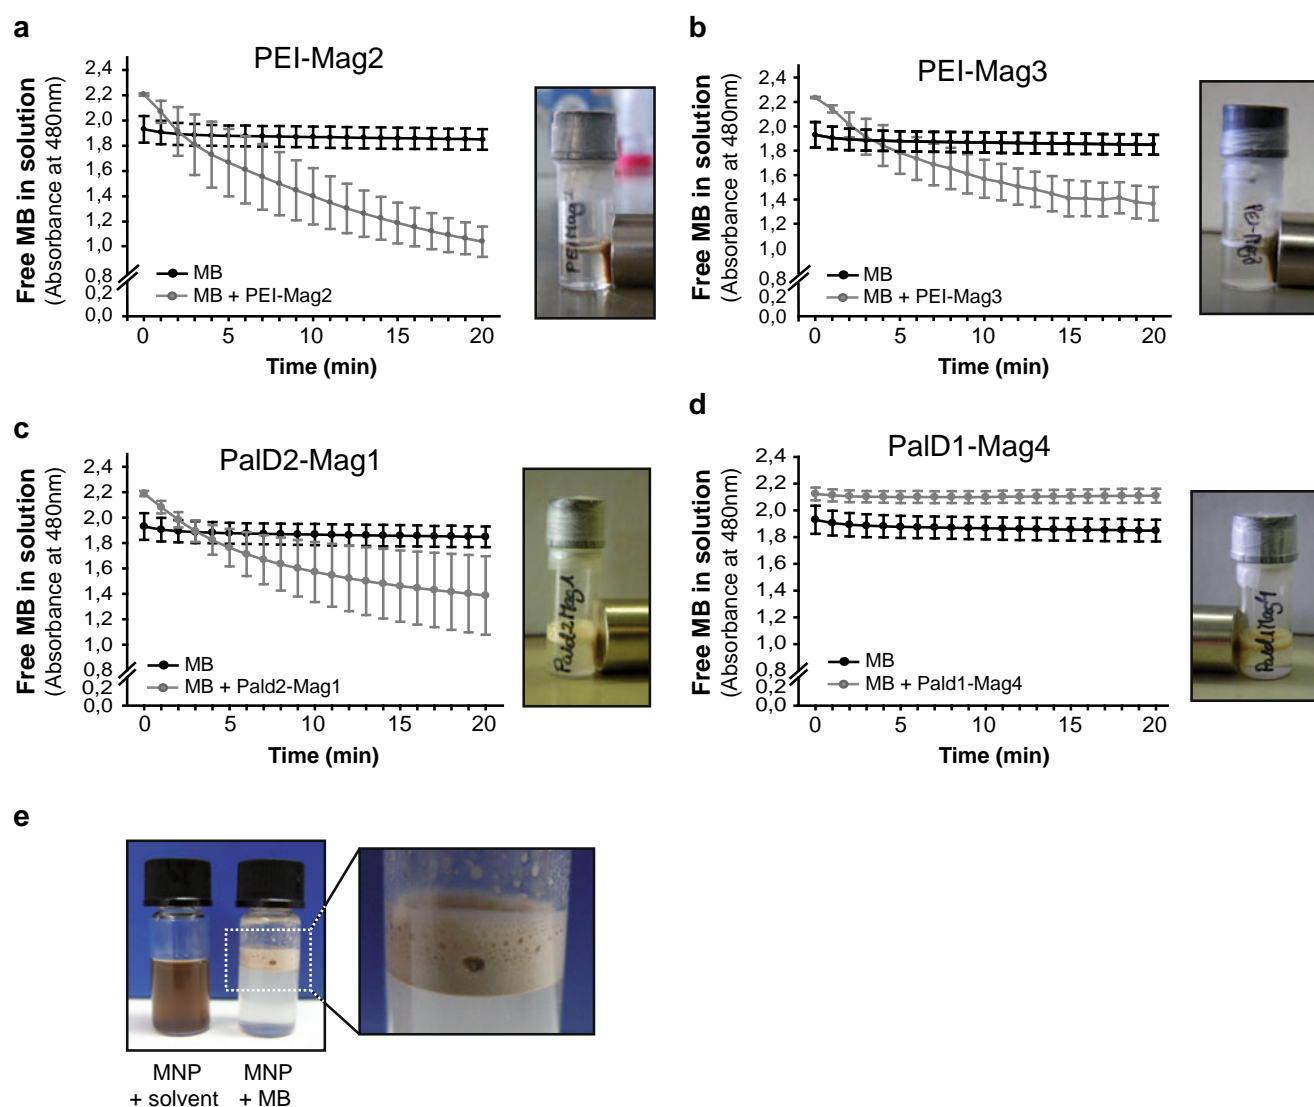 a
PEI-Mag2
Free MB in solution
(Absorbance at 480nm)
2,4
2,2
2,0
1,8
1,6
1,4
1,2
1,0
0,8
0,2
0,0
MB
MB + PEI-Mag2
0 5 10 15 20
Time (min)
PEIMag2
b
PEI-Mag3
Free MB in solution
(Absorbance at 480nm)
2,4
2,2
2,0
1,8
1,6
1,4
1,2
1,0
0,8
0,2
0,0
MB
MB + PEI-Mag3
0 5 10 15 20
Time (min)
c
PalD2-Mag1
Free MB in solution
(Absorbance at 480nm)
2,4
2,2
2,0
1,8
1,6
1,4
1,2
1,0
0,8
0,2
0,0
MB
MB + Pald2-Mag1
0 5 10 15 20
Time (min)
Pald2Mag1
d
PalD1-Mag4
Free MB in solution
(Absorbance at 480nm)
2,4
2,2
2,0
1,8
1,6
1,4
1,2
1,0
0,8
0,2
0,0
MB
MB + Pald1-Mag4
0 5 10 15 20
Time (min)
Pald1Mag4
e
MNP
+ solvent
MNP
+ MB